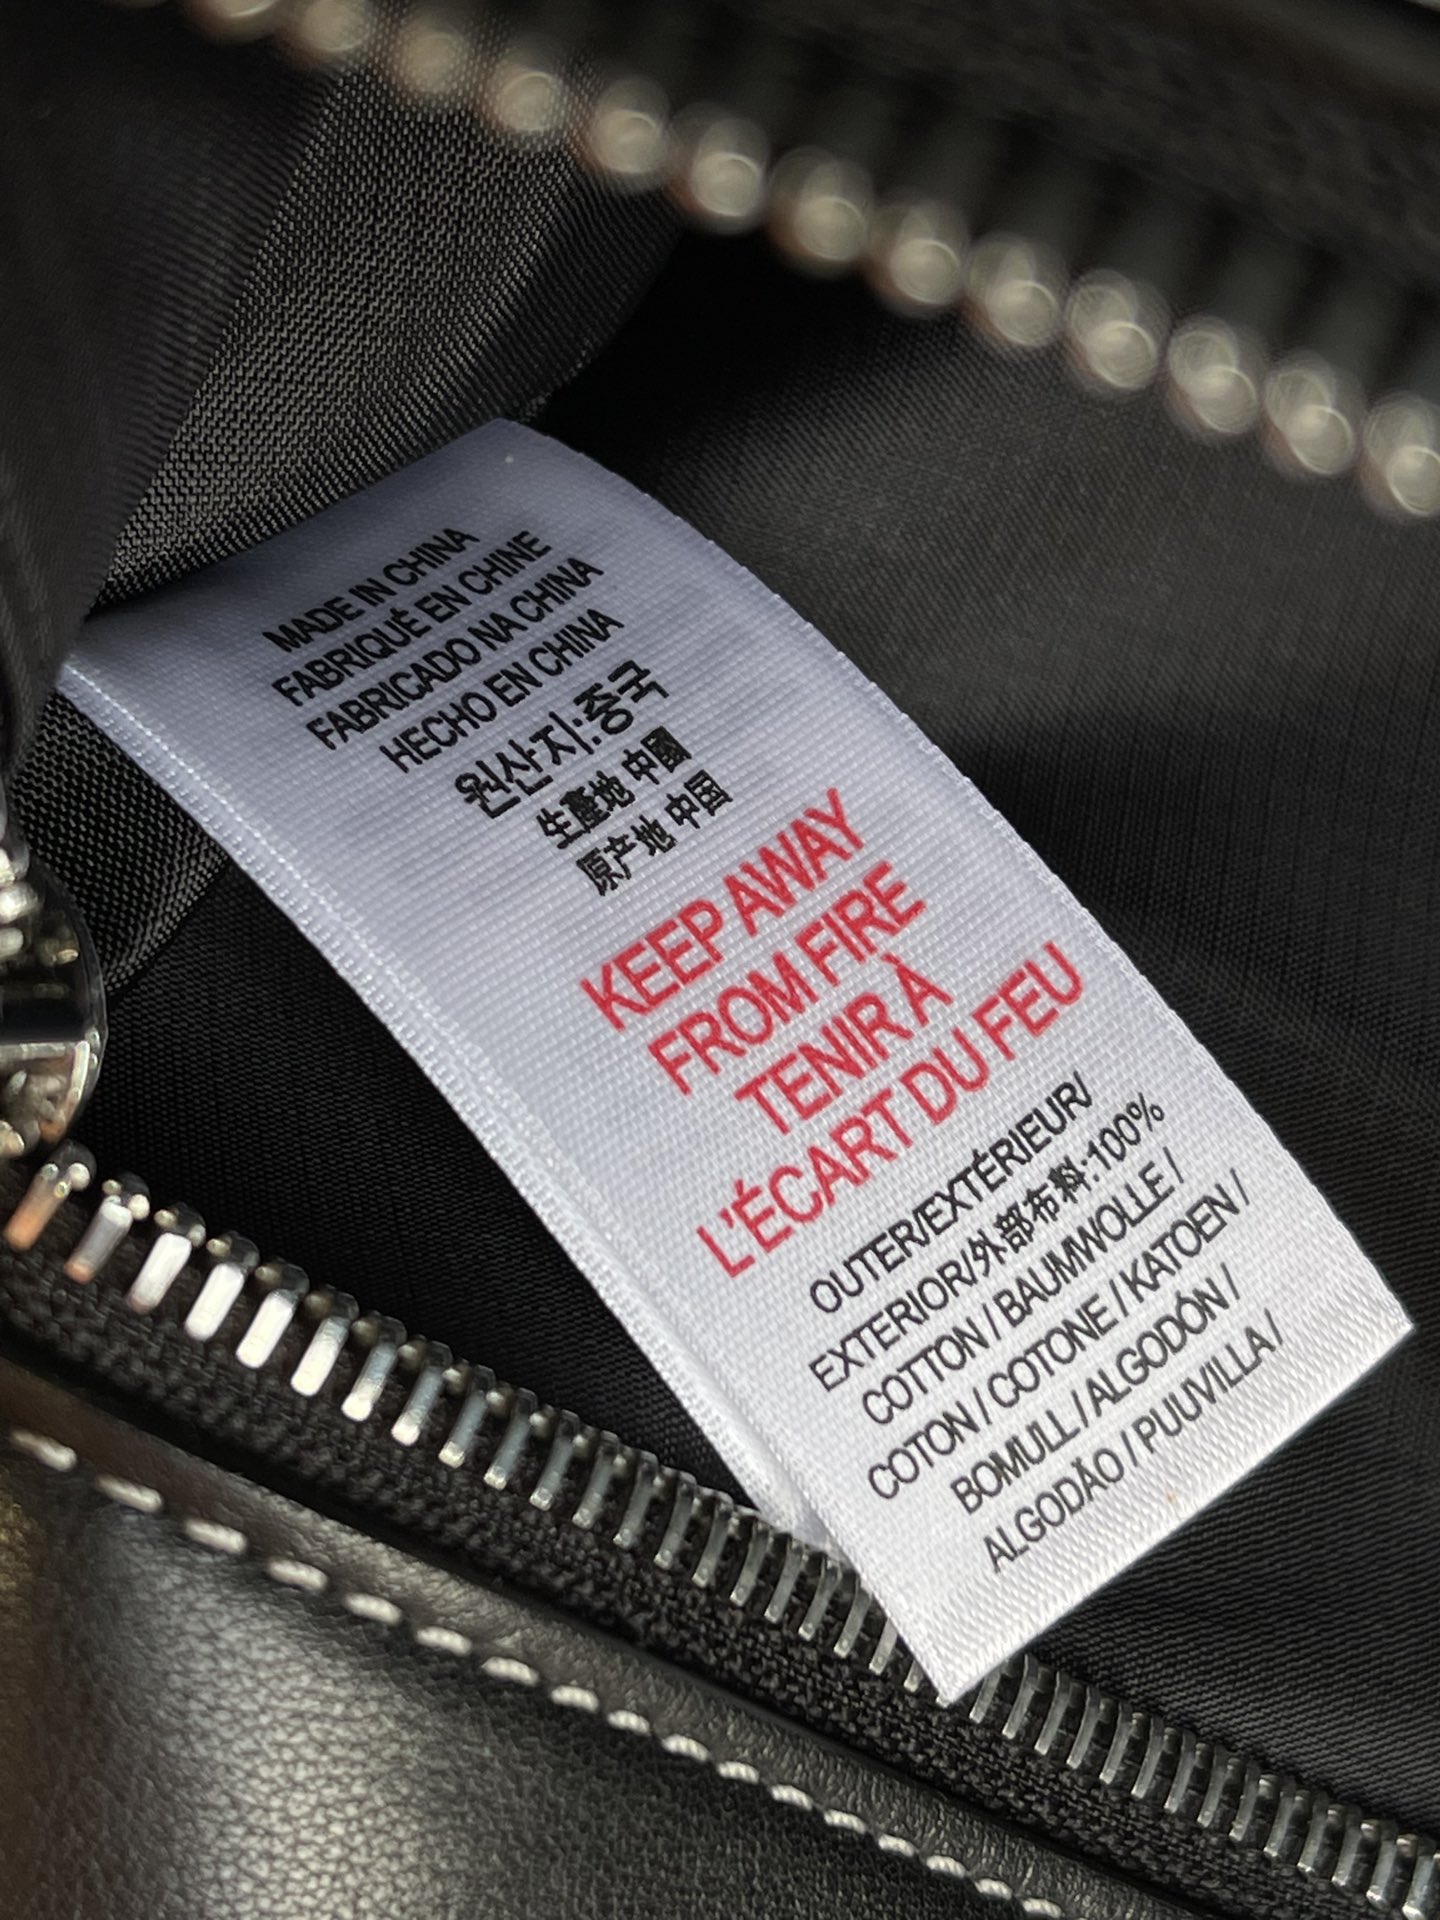 MADE IN CHINA
FABRIQUÉ EN CHINE
FABRICADO NA CHINA
HECHO EN CHINA
원산지:중국
生產地 中國
原产地 中国
KEEP AWAY
FROM FIRE
TENIR À
L'ÉCART DU FEU
OUTER/EXTÉRIEUR/
EXTERIOR/外部布料:100%
COTTON / BAUMWOLLE /
COTON / COTONE / KATOEN /
BOMULL / ALGODÓN /
ALGODÃO / PUUVILLA /